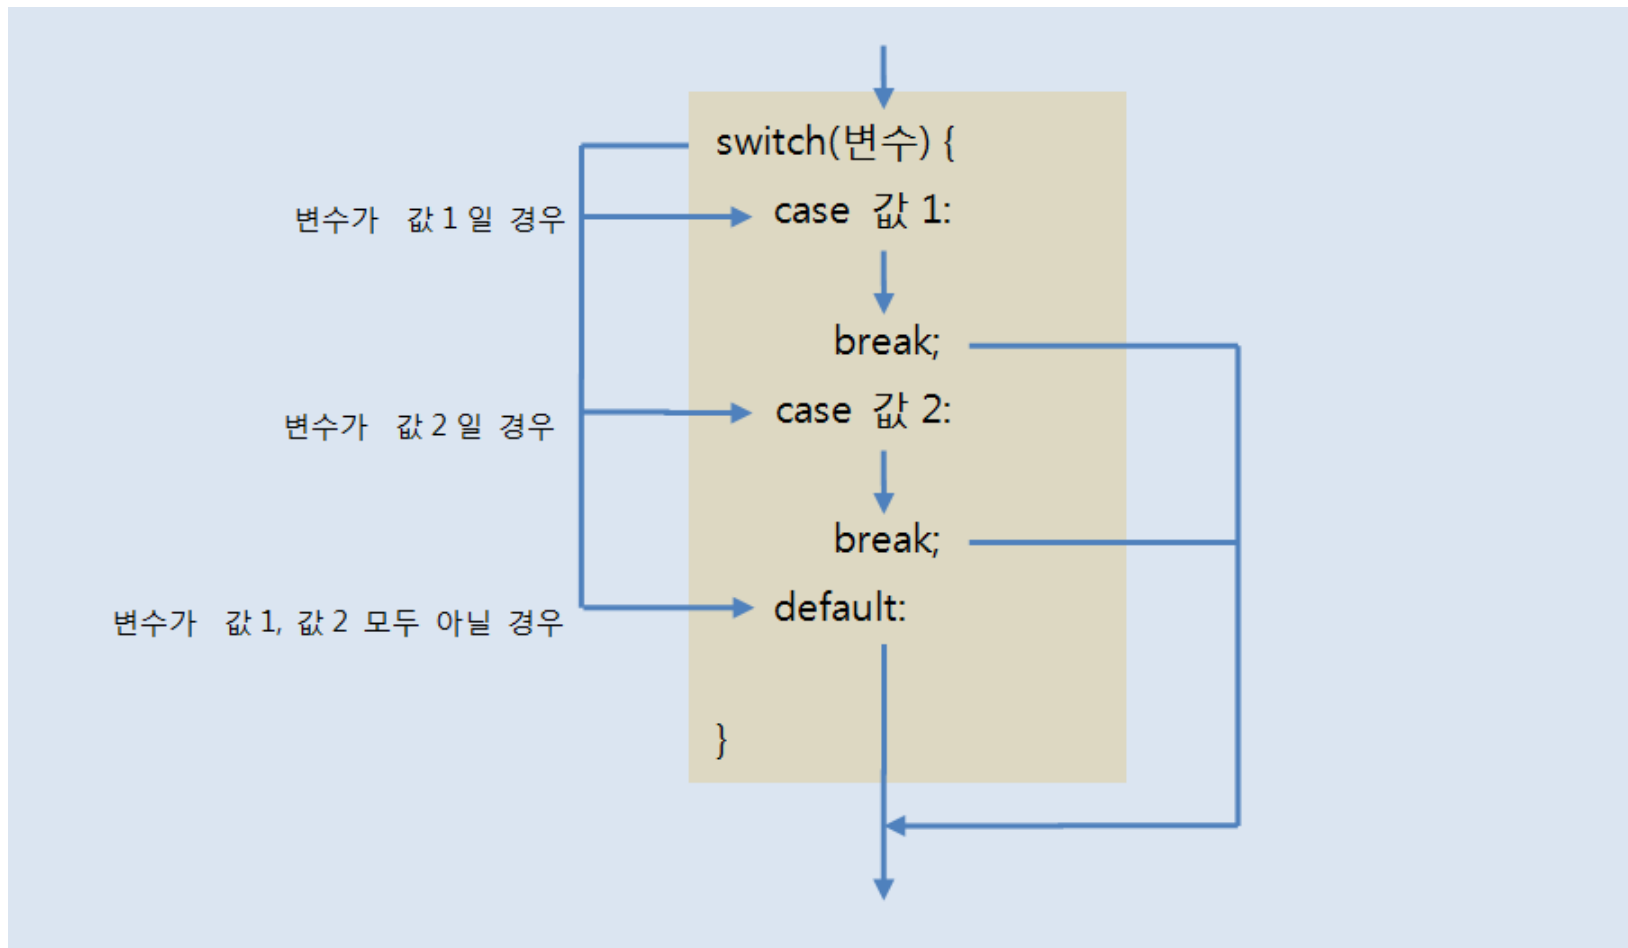 switch(변수) {
변수가 값 1 일 경우
case 값 1:
break;
변수가 값 2 일 경우
case 값 2:
break;
변수가 값 1, 값 2 모두 아닐 경우
default:
}